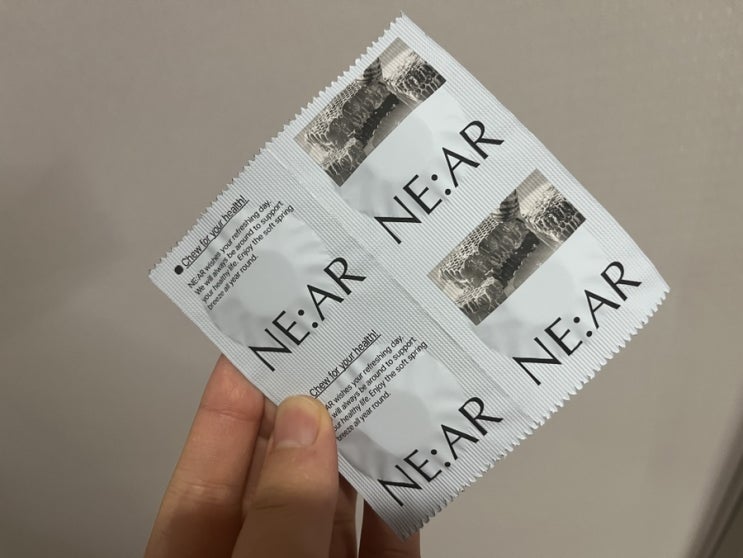 NE:AR
NE:AR
Chew for your health!
NE:AR wishes your refreshing day.
We will always be around to support
your healthy life. Enjoy the soft spring
breeze all year round.
NE:AR
Chew for your health!
AR wishes your refreshing day.
will always be around to support
your healthy life. Enjoy the soft spring
breeze all year round.
NE:AR